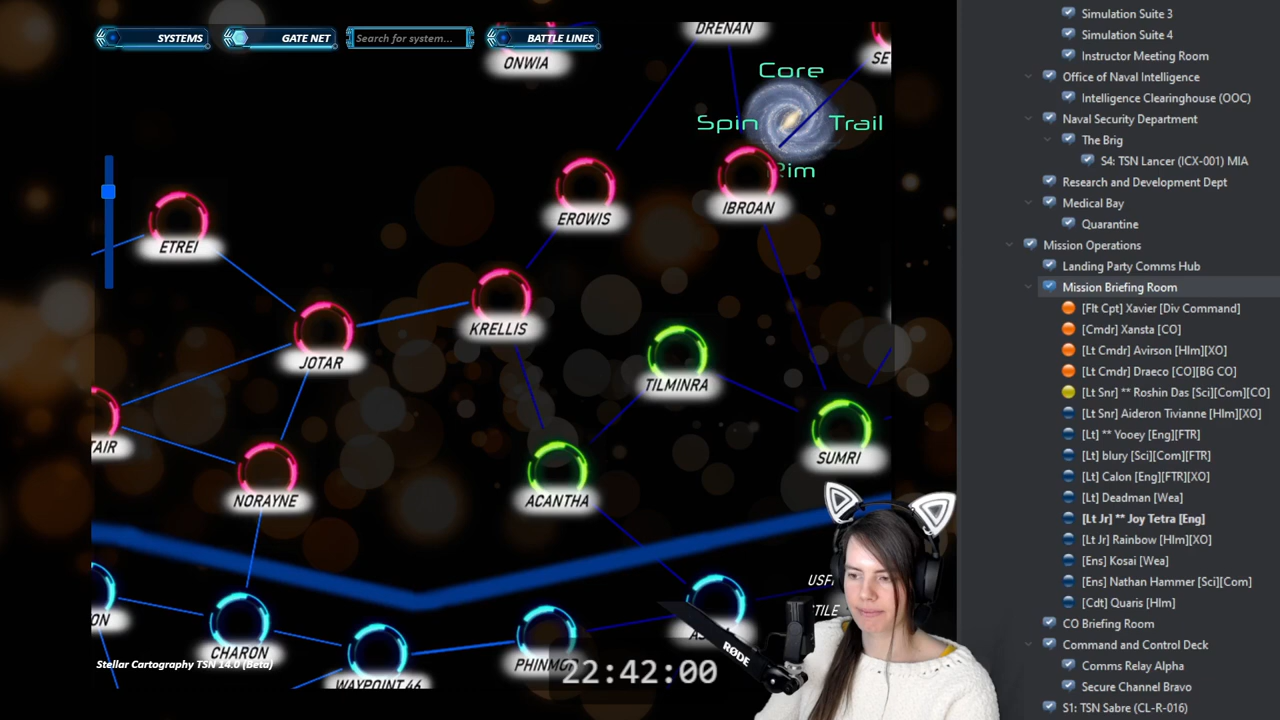 SYSTEMS
GATE NET
Search for system...
BATTLE LINES
DRENAN
ONWIA
SE
Core
Spin
Trail
Rim
EROWIS
IBROAN
ETREI
KRELLIS
JOTAR
TILMINRA
TAIR
SUMRI
NORAYNE
ACANTHA
USF
STILE
ON
AS
CHARON
PHINMO
WAYPOINT 46
Stellar Cartography TSN 14.0 (Beta)
22:42:00
RØDE
Simulation Suite 3
Simulation Suite 4
Instructor Meeting Room
Office of Naval Intelligence
Intelligence Clearinghouse (OOC)
Naval Security Department
The Brig
S4: TSN Lancer (ICX-001) MIA
Research and Development Dept
Medical Bay
Quarantine
Mission Operations
Landing Party Comms Hub
Mission Briefing Room
[Flt Cpt] Xavier [Div Command]
[Cmdr] Xansta [CO]
[Lt Cmdr] Avirson [Hlm][XO]
[Lt Cmdr] Draeco [CO][BG CO]
[Lt Snr] ** Roshin Das [Sci][Com][CO]
[Lt Snr] Aideron Tivianne [Hlm][XO]
[Lt] ** Yooey [Eng][FTR]
[Lt] blury [Sci][Com][FTR]
[Lt] Calon [Eng][FTR][XO]
[Lt] Deadman [Wea]
[Lt Jr] ** Joy Tetra [Eng]
[Lt Jr] Rainbow [Hlm][XO]
[Ens] Kosai [Wea]
[Ens] Nathan Hammer [Sci][Com]
[Cdt] Quaris [Hlm]
CO Briefing Room
Command and Control Deck
Comms Relay Alpha
Secure Channel Bravo
S1: TSN Sabre (CL-R-016)